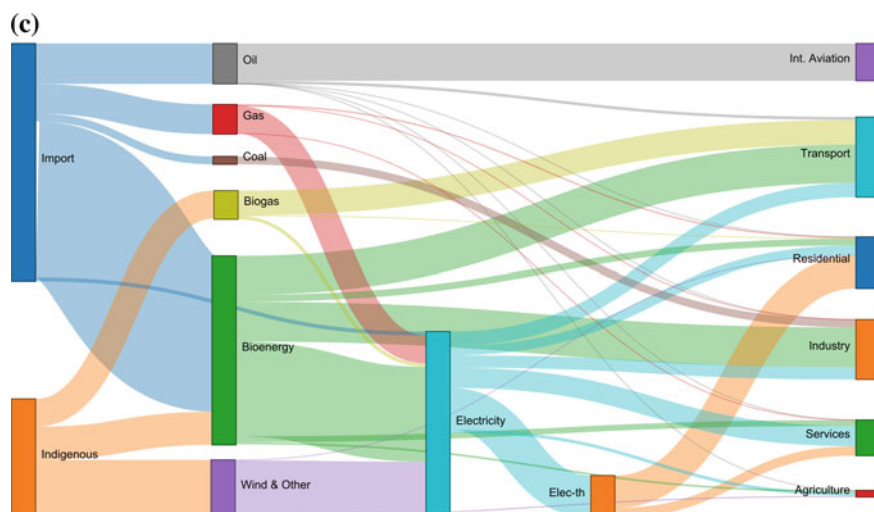 (c)
Oil
Int. Aviation
Gas
Import
Coal
Transport
Biogas
Residential
Bioenergy
Industry
Electricity
Services
Indigenous
Wind & Other
Elec-th
Agriculture